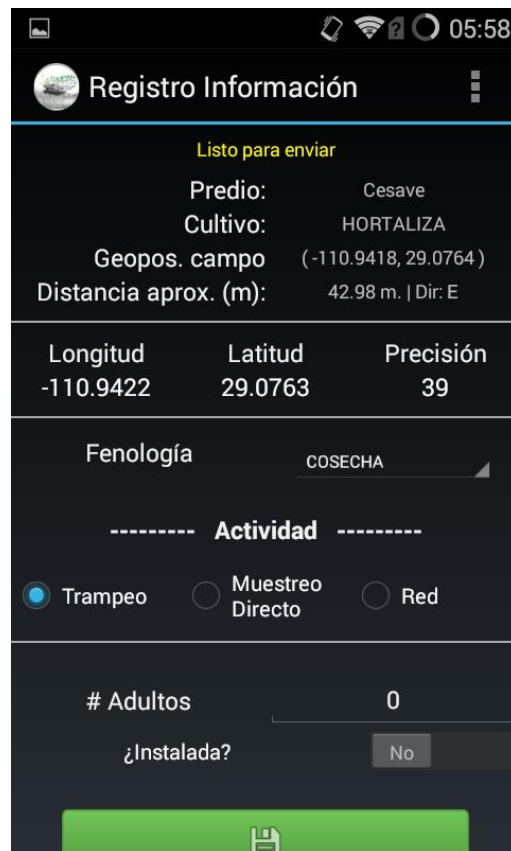 05:58
Registro Información
Listo para enviar
Predio: Cesave
Cultivo: HORTALIZA
Geopos. campo (-110.9418, 29.0764)
Distancia aprox. (m): 42.98 m. | Dir: E
Longitud Latitud Precisión
-110.9422 29.0763 39
Fenología COSECHA
--------- Actividad ---------
Trampeo Muestreo Directo Red
# Adultos 0
¿Instalada? No